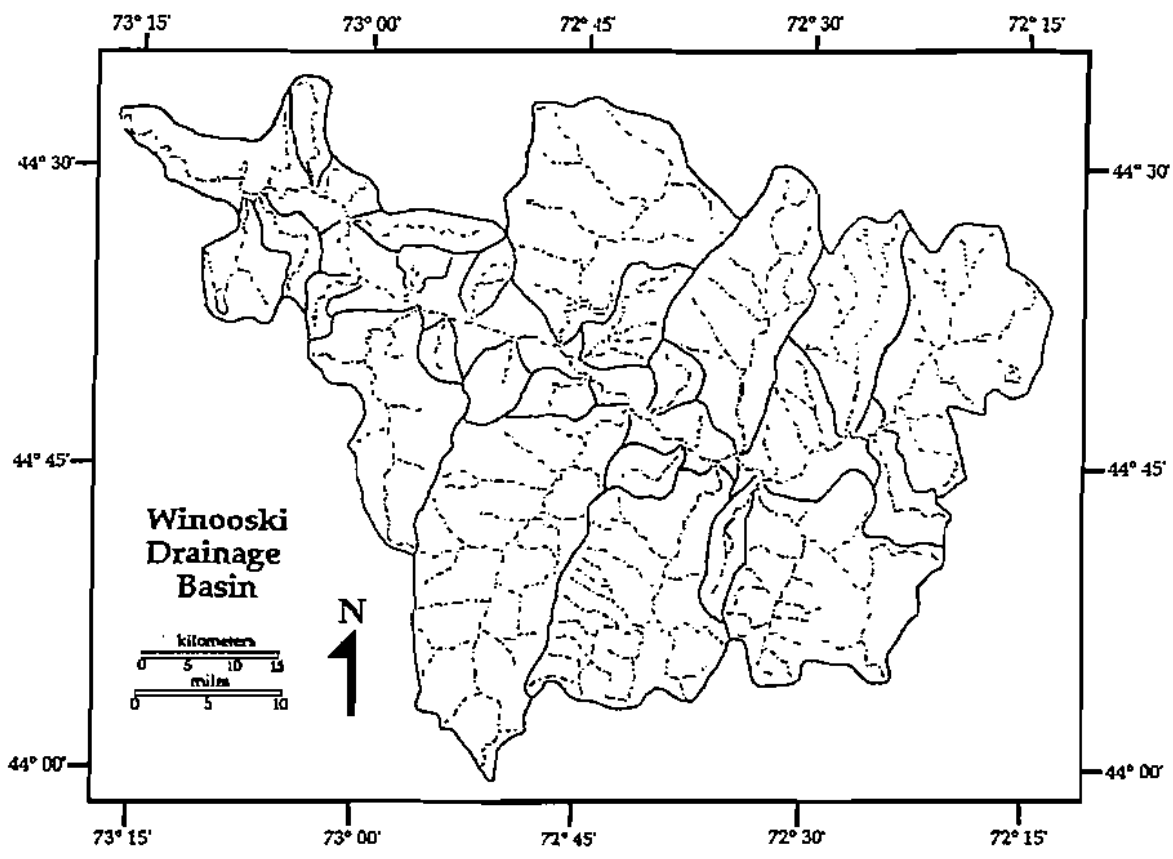 73° 15' 73° 00' 72° 45' 72° 30' 72° 15'
44° 30' 44° 30'
44° 45' 44° 45'
Winooski
Drainage
Basin
N
kilometers
0 5 10 15
miles
0 5 10
44° 00' 44° 00'
73° 15' 73° 00' 72° 45' 72° 30' 72° 15'